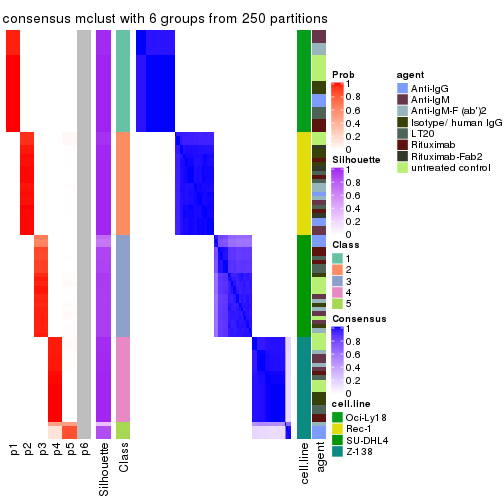 consensus mclust with 6 groups from 250 partitions
Prob
1
0.8
0.6
0.4
0.2
0
Silhouette
1
0.8
0.6
0.4
0.2
0
Class
1
2
3
4
5
Consensus
1
0.8
0.6
0.4
0.2
0
cell.line
Oci-Ly18
Rec-1
SU-DHL4
Z-138
agent
Anti-IgG
Anti-IgM
Anti-IgM-F (ab')2
Isotype/ human IgG
LT20
Rituximab
Rituximab-Fab2
untreated control
p1
p2
p3
p4
p5
p6
Silhouette
Class
cell.line
agent